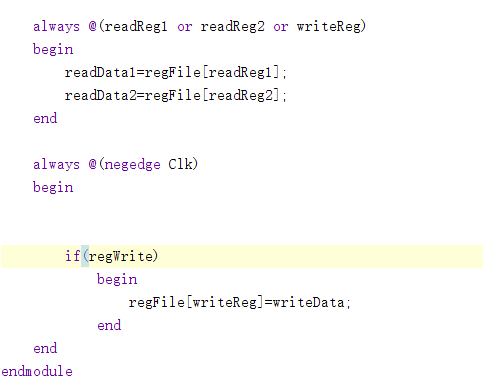 always @(readReg1 or readReg2 or writeReg)
begin
readData1=regFile[readReg1];
readData2=regFile[readReg2];
end
always @(negedge Clk)
begin
if(regWrite)
begin
regFile[writeReg]=writeData;
end
end
endmodule